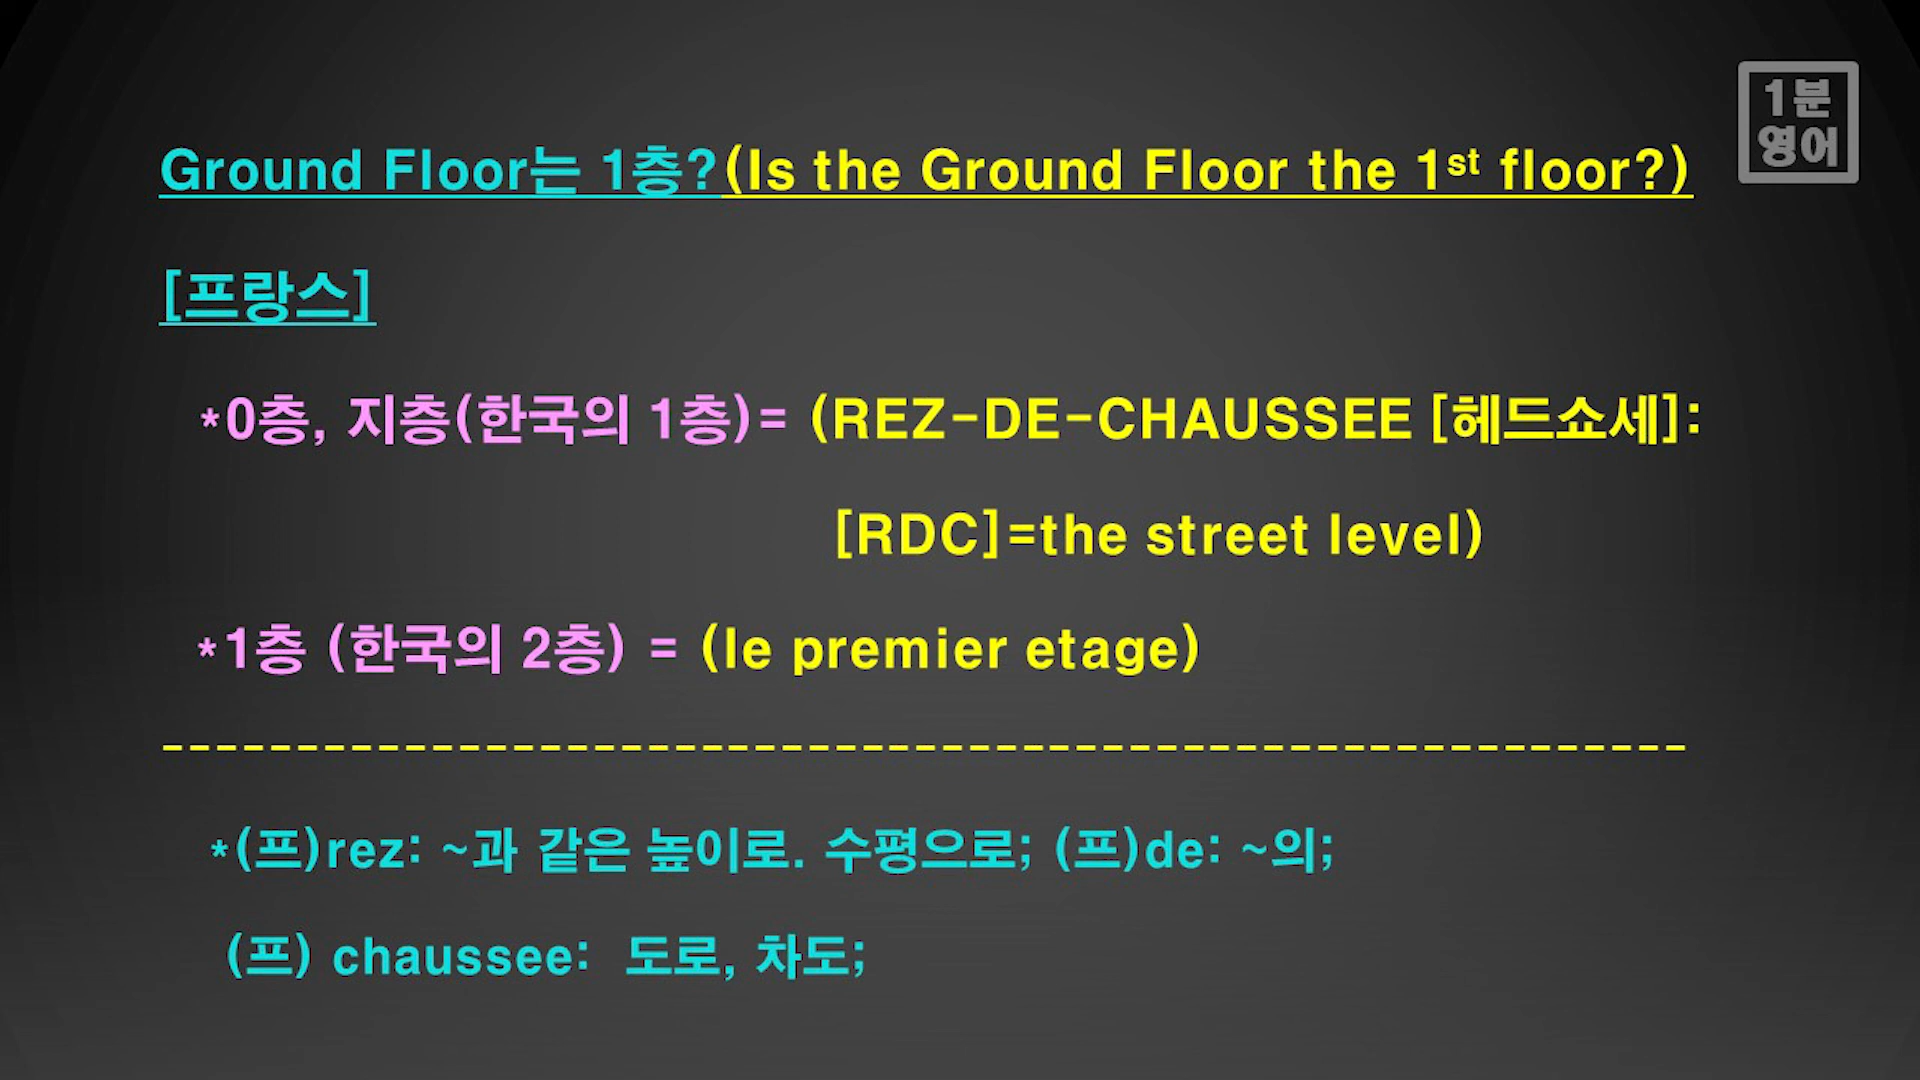 1분
영어
Ground Floor는 1층?(Is the Ground Floor the 1st floor?)
[프랑스]
*0층, 지층(한국의 1층)= (REZ-DE-CHAUSSEE [헤드쇼세]:
[RDC]=the street level)
*1층 (한국의 2층) = (le premier etage)
---------------------------------------------------------
*(프)rez: ~과 같은 높이로. 수평으로; (프)de: ~의;
(프) chaussee: 도로, 차도;